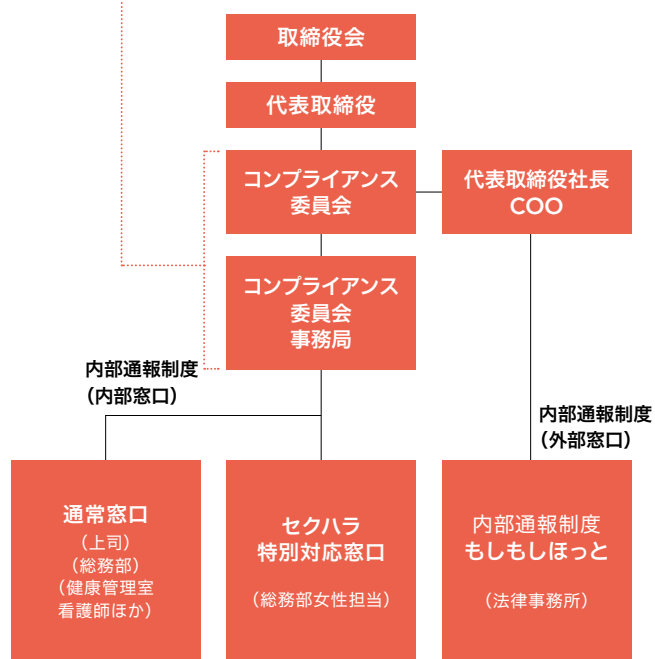 取締役会
代表取締役
コンプライアンス
委員会
代表取締役社長
COO
コンプライアンス
委員会
事務局
内部通報制度
（内部窓口）
内部通報制度
（外部窓口）
通常窓口
（上司）
（総務部）
（健康管理室
看護師ほか）
セクハラ
特別対応窓口
（総務部女性担当）
内部通報制度
もしもしほっと
（法律事務所）